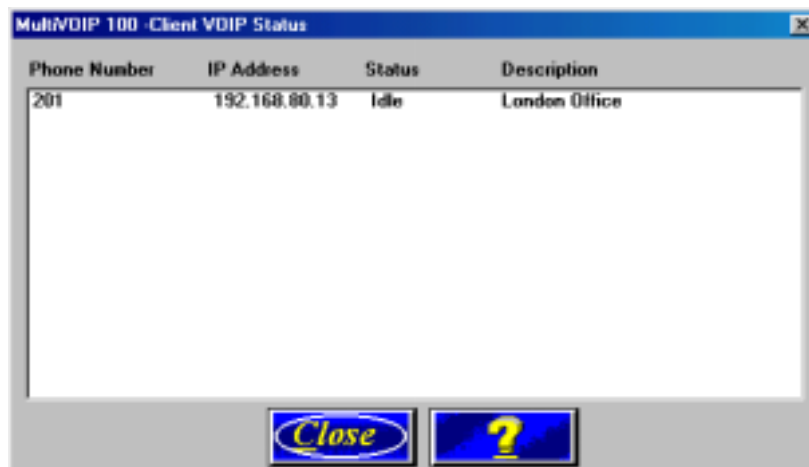 MultiVOIP 100 -Client VOIP Status
Phone Number IP Address Status Description
201 192.168.80.13 Idle London Office
Close ?